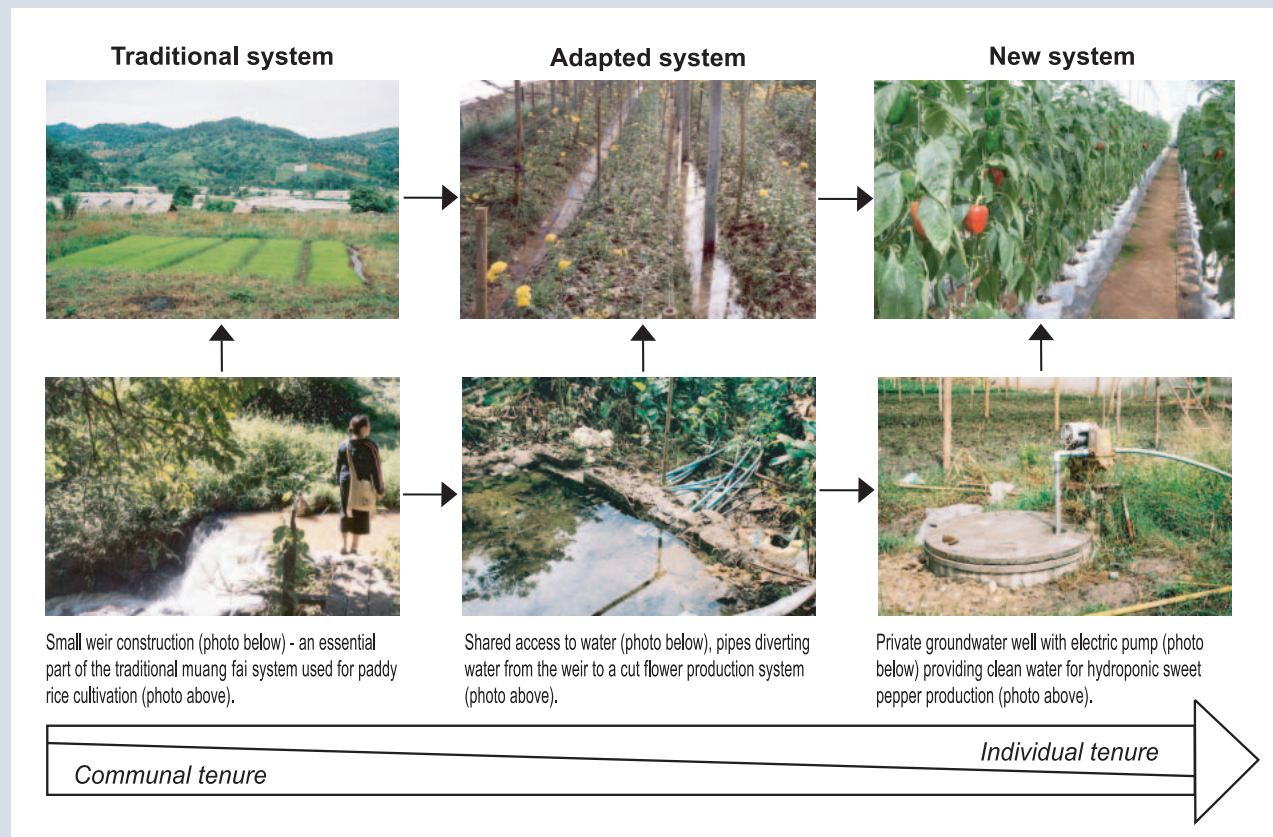 Traditional system
Adapted system
New system
Small weir construction (photo below) - an essential
part of the traditional muang fai system used for paddy
rice cultivation (photo above).
Shared access to water (photo below), pipes diverting
water from the weir to a cut flower production system
(photo above).
Private groundwater well with electric pump (photo
below) providing clean water for hydroponic sweet
pepper production (photo above).
Individual tenure
Communal tenure